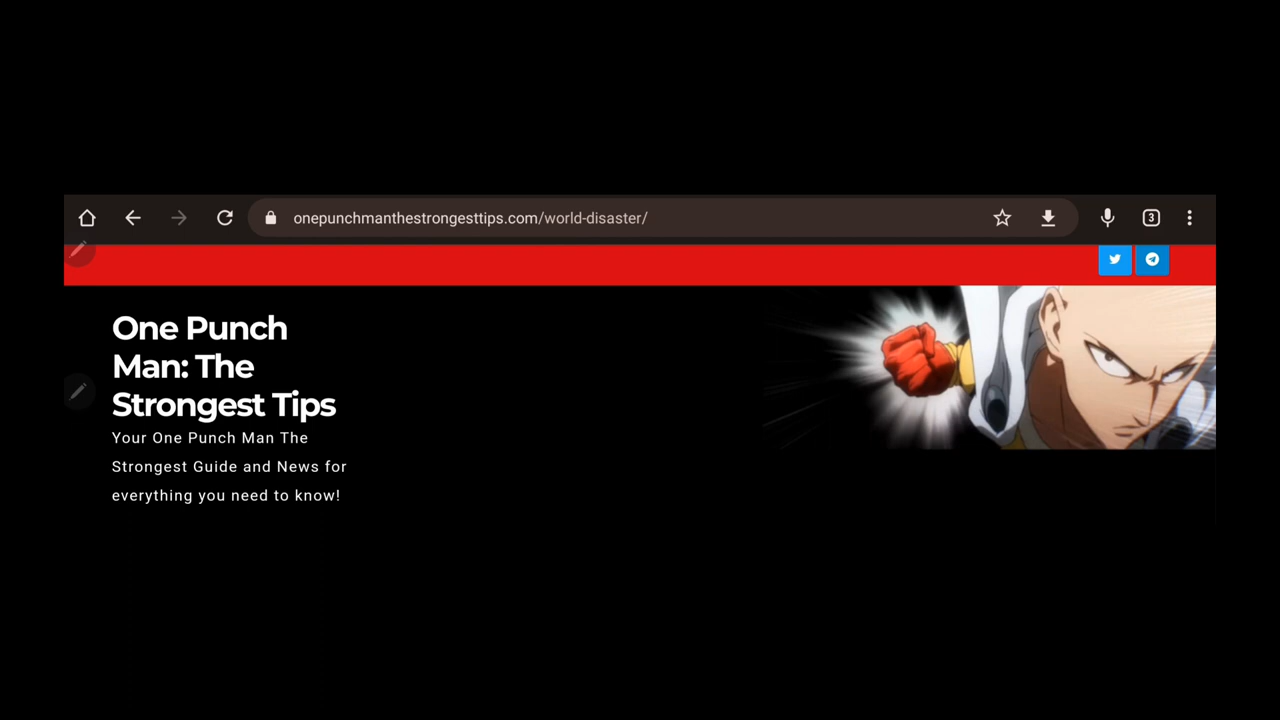 onepunchmanthestrongesttips.com/world-disaster/
3
One Punch
Man: The
Strongest Tips
Your One Punch Man The
Strongest Guide and News for
everything you need to know!